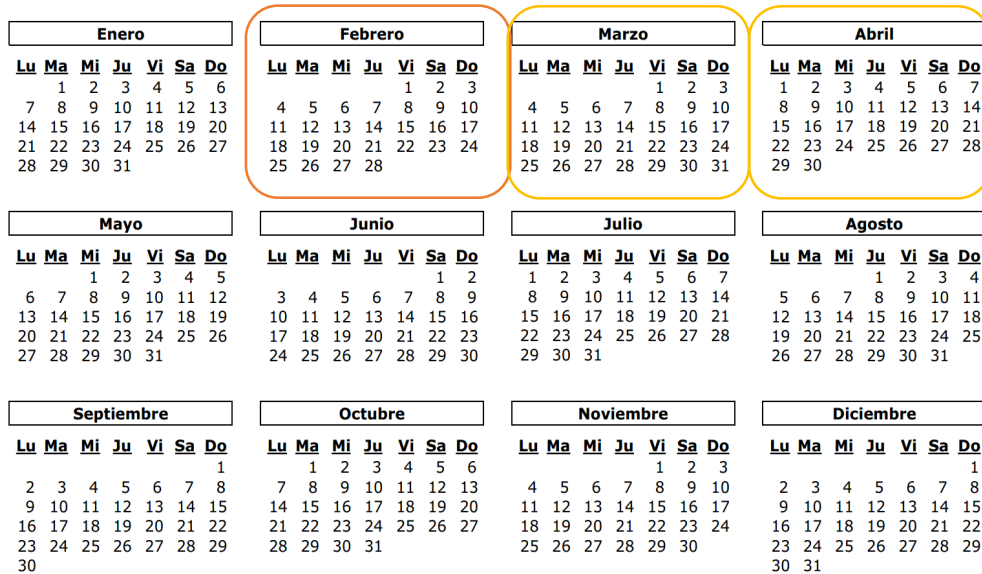 Enero
Lu Ma Mi Ju Vi Sa Do
1 2 3 4 5 6
7 8 9 10 11 12 13
14 15 16 17 18 19 20
21 22 23 24 25 26 27
28 29 30 31
Febrero
Lu Ma Mi Ju Vi Sa Do
1 2 3
4 5 6 7 8 9 10
11 12 13 14 15 16 17
18 19 20 21 22 23 24
25 26 27 28
Marzo
Lu Ma Mi Ju Vi Sa Do
1 2 3
4 5 6 7 8 9 10
11 12 13 14 15 16 17
18 19 20 21 22 23 24
25 26 27 28 29 30 31
Abril
Lu Ma Mi Ju Vi Sa Do
1 2 3 4 5 6 7
8 9 10 11 12 13 14
15 16 17 18 19 20 21
22 23 24 25 26 27 28
29 30
Mayo
Lu Ma Mi Ju Vi Sa Do
1 2 3 4 5
6 7 8 9 10 11 12
13 14 15 16 17 18 19
20 21 22 23 24 25 26
27 28 29 30 31
Junio
Lu Ma Mi Ju Vi Sa Do
1 2
3 4 5 6 7 8 9
10 11 12 13 14 15 16
17 18 19 20 21 22 23
24 25 26 27 28 29 30
Julio
Lu Ma Mi Ju Vi Sa Do
1 2 3 4 5 6 7
8 9 10 11 12 13 14
15 16 17 18 19 20 21
22 23 24 25 26 27 28
29 30 31
Agosto
Lu Ma Mi Ju Vi Sa Do
1 2 3 4
5 6 7 8 9 10 11
12 13 14 15 16 17 18
19 20 21 22 23 24 25
26 27 28 29 30 31
Septiembre
Lu Ma Mi Ju Vi Sa Do
1
2 3 4 5 6 7 8
9 10 11 12 13 14 15
16 17 18 19 20 21 22
23 24 25 26 27 28 29
30
Octubre
Lu Ma Mi Ju Vi Sa Do
1 2 3 4 5 6
7 8 9 10 11 12 13
14 15 16 17 18 19 20
21 22 23 24 25 26 27
28 29 30 31
Noviembre
Lu Ma Mi Ju Vi Sa Do
1 2 3
4 5 6 7 8 9 10
11 12 13 14 15 16 17
18 19 20 21 22 23 24
25 26 27 28 29 30
Diciembre
Lu Ma Mi Ju Vi Sa Do
1
2 3 4 5 6 7 8
9 10 11 12 13 14 15
16 17 18 19 20 21 22
23 24 25 26 27 28 29
30 31